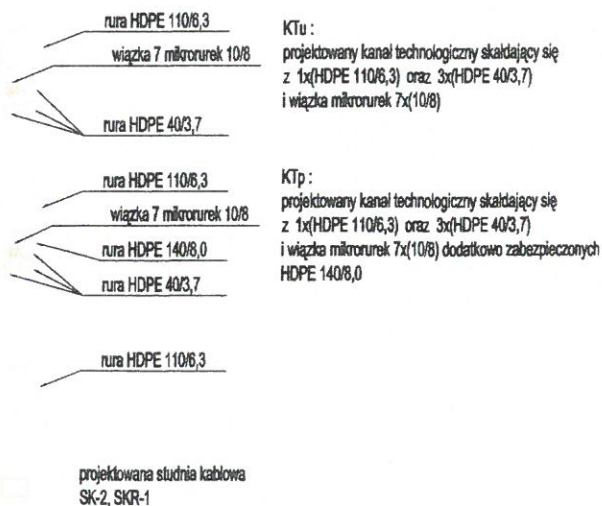 rura HDPE 110/6,3
wiązka 7 mikrorurek 10/8
rura HDPE 40/3,7
KTu :
projektowany kanał technologiczny skałdający się
z 1x(HDPE 110/6,3) oraz 3x(HDPE 40/3,7)
i wiązka mikrorurek 7x(10/8)
rura HDPE 110/6,3
wiązka 7 mikrorurek 10/8
rura HDPE 140/8,0
rura HDPE 40/3,7
KTp :
projektowany kanał technologiczny skałdający się
z 1x(HDPE 110/6,3) oraz 3x(HDPE 40/3,7)
i wiązka mikrorurek 7x(10/8) dodatkowo zabezpieczonych
HDPE 140/8,0
rura HDPE 110/6,3
projektowana studnia kablowa
SK-2, SKR-1